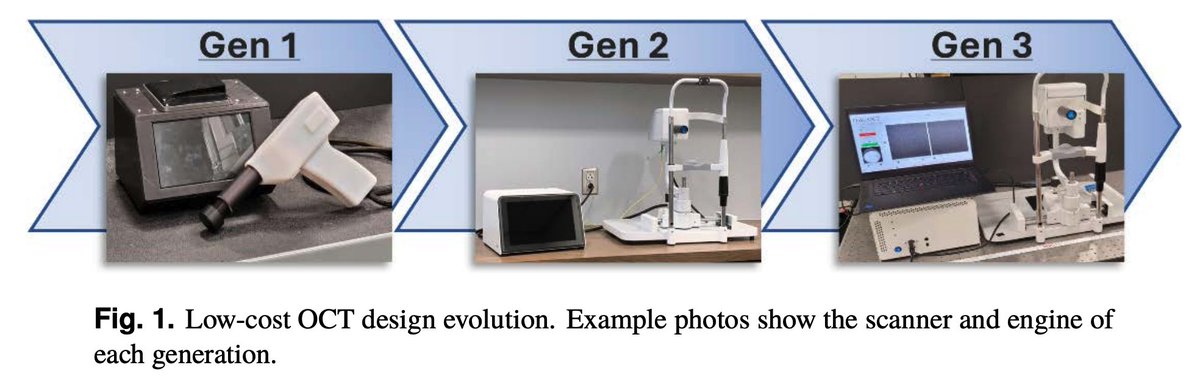 Gen 1
Gen 2
Gen 3
Fig. 1. Low-cost OCT design evolution. Example photos show the scanner and engine of
each generation.